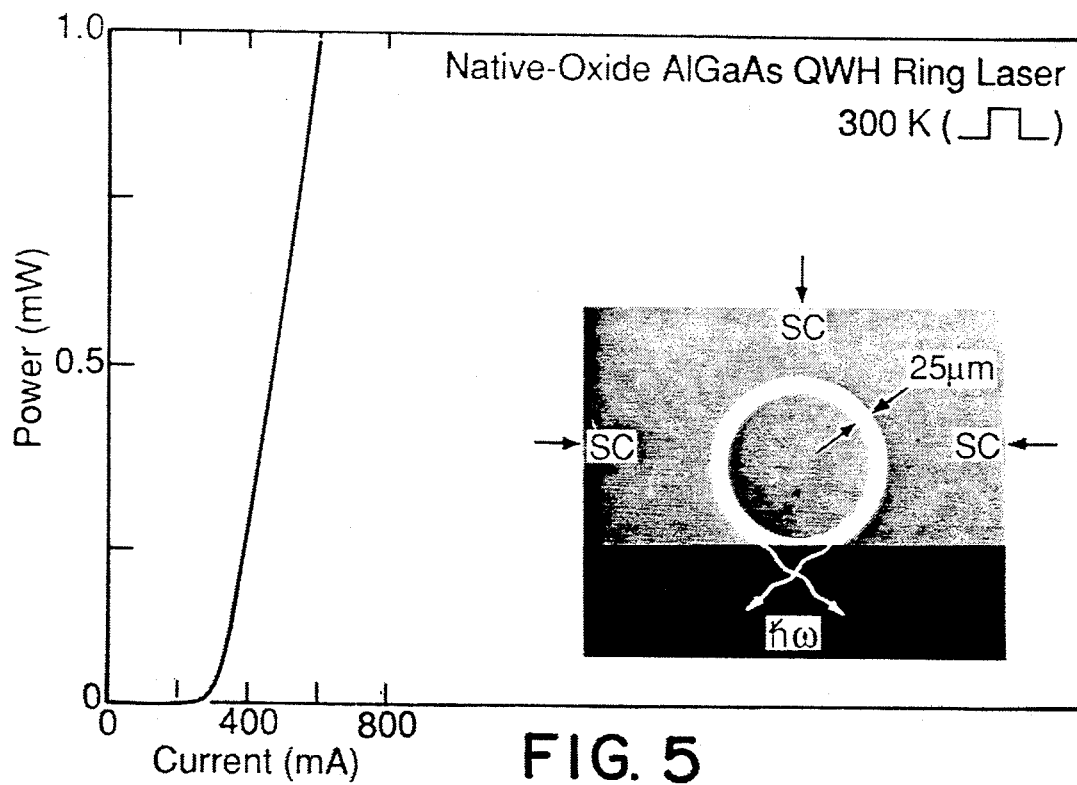 1.0
Native-Oxide AlGaAs QWH Ring Laser
300 K ( )
Power (mW)
0.5
SC
25μm
SC
SC
ħω
0
0
400
800
Current (mA)
FIG. 5